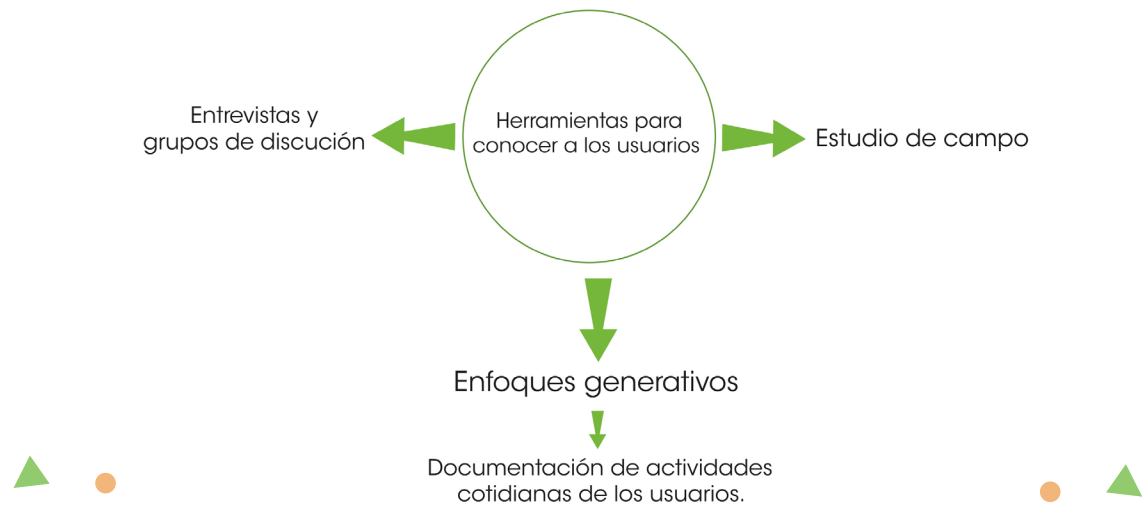 Herramientas para
conocer a los usuarios
Entrevistas y
grupos de discución
Estudio de campo
Enfoques generativos
Documentación de actividades
cotidianas de los usuarios.